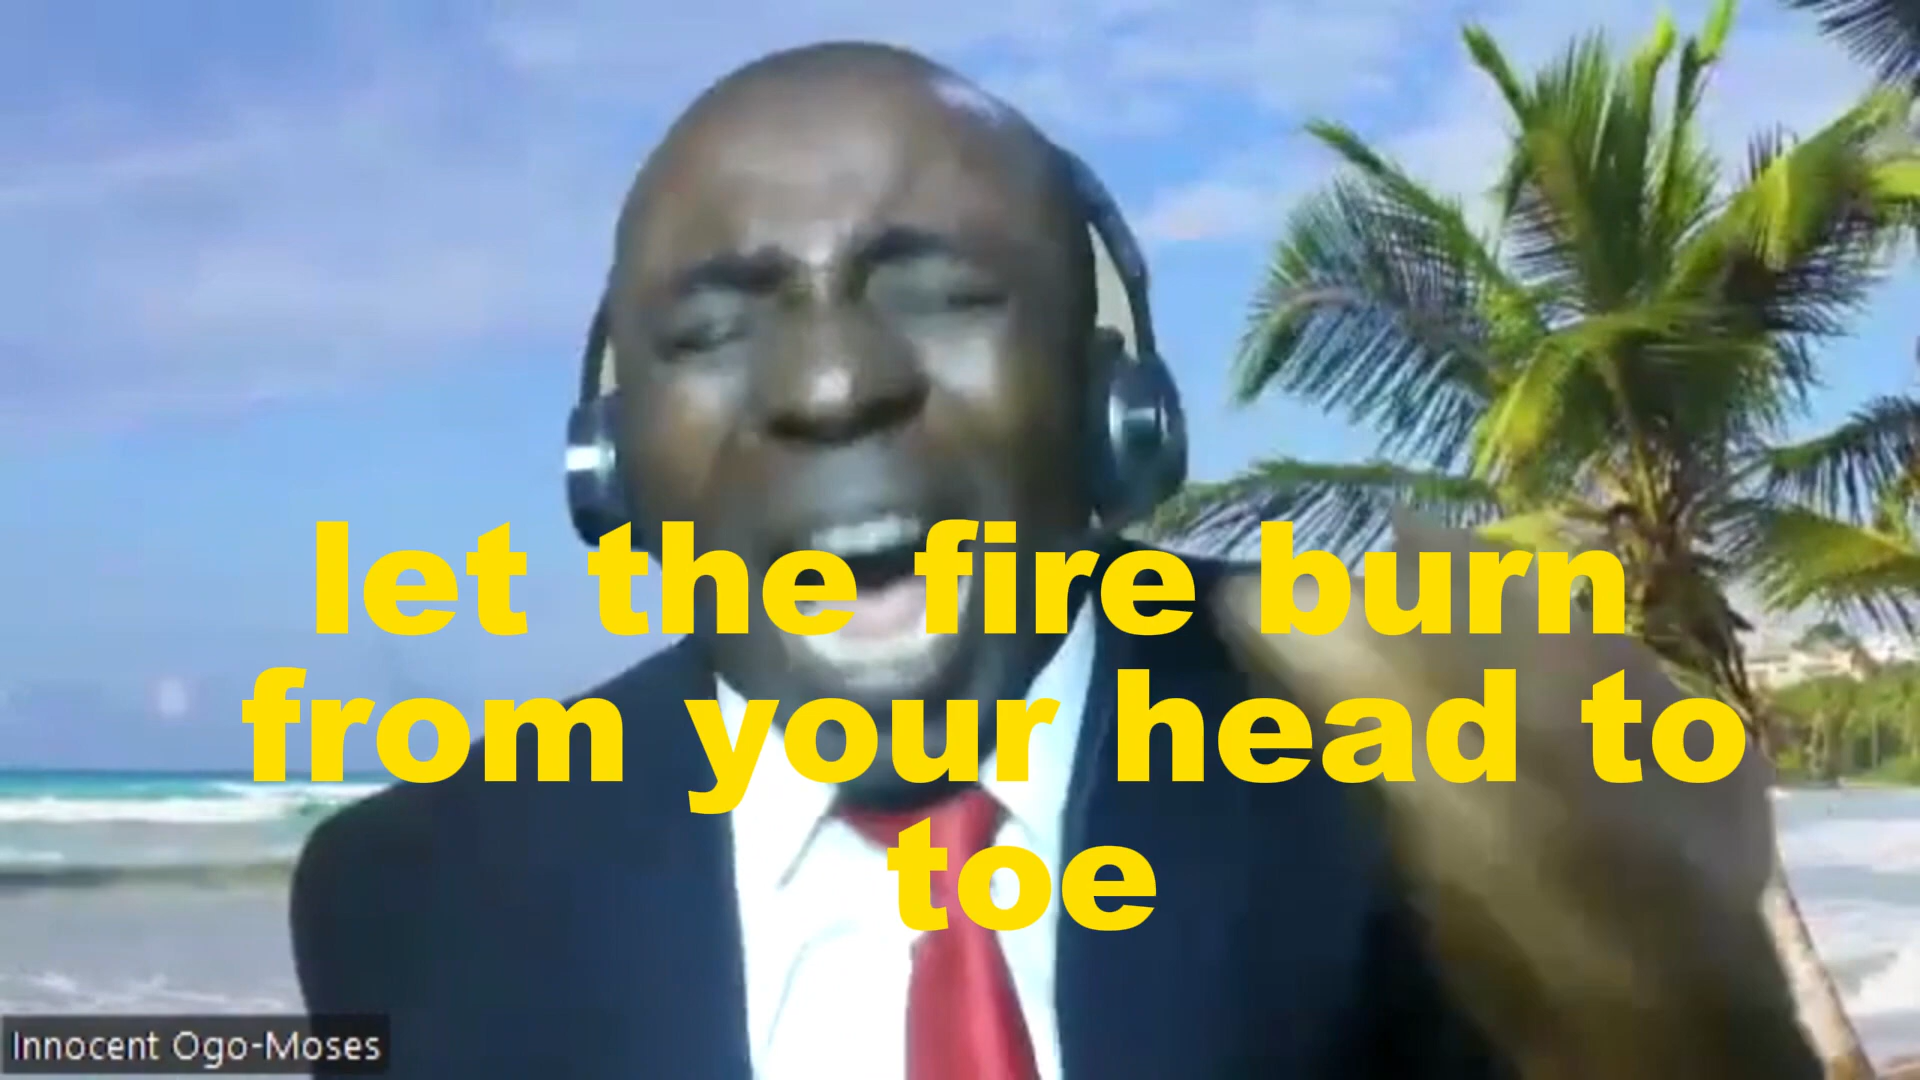 let the fire burn
from your head to
toe
Innocent Ogo-Moses